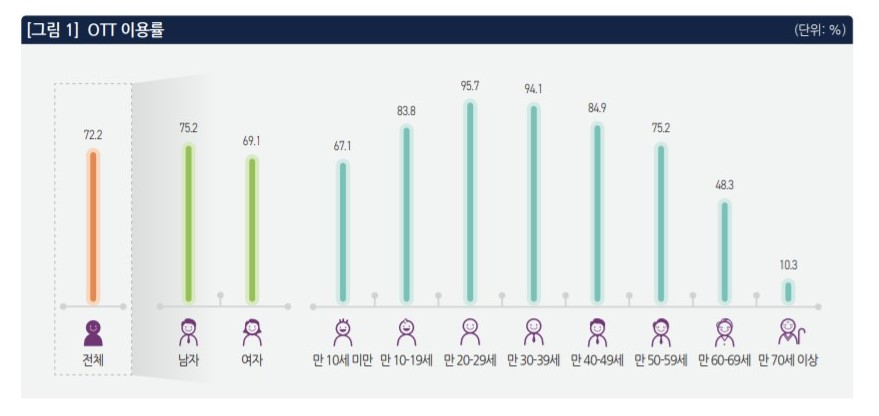 [그림 1] OTT 이용률 (단위: %)
72.2 75.2 69.1 67.1 83.8 95.7 94.1 84.9 75.2 48.3 10.3
전체 남자 여자 만 10세 미만 만 10-19세 만 20-29세 만 30-39세 만 40-49세 만 50-59세 만 60-69세 만 70세 이상